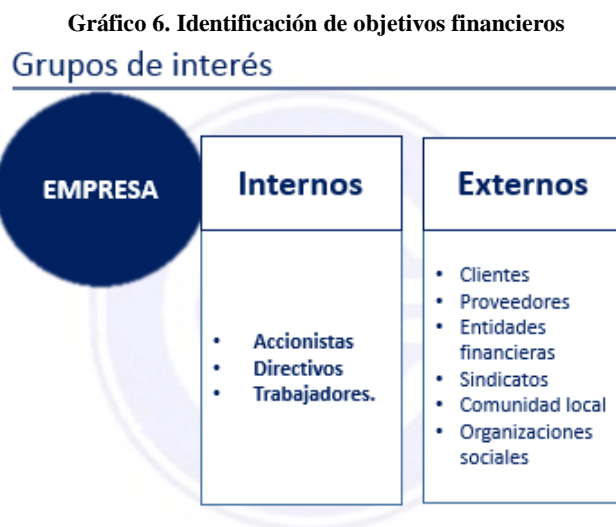 Gráfico 6. Identificación de objetivos financieros
Grupos de interés
EMPRESA
Internos
• Accionistas
• Directivos
• Trabajadores.
Externos
• Clientes
• Proveedores
• Entidades
financieras
• Sindicatos
• Comunidad local
• Organizaciones
sociales